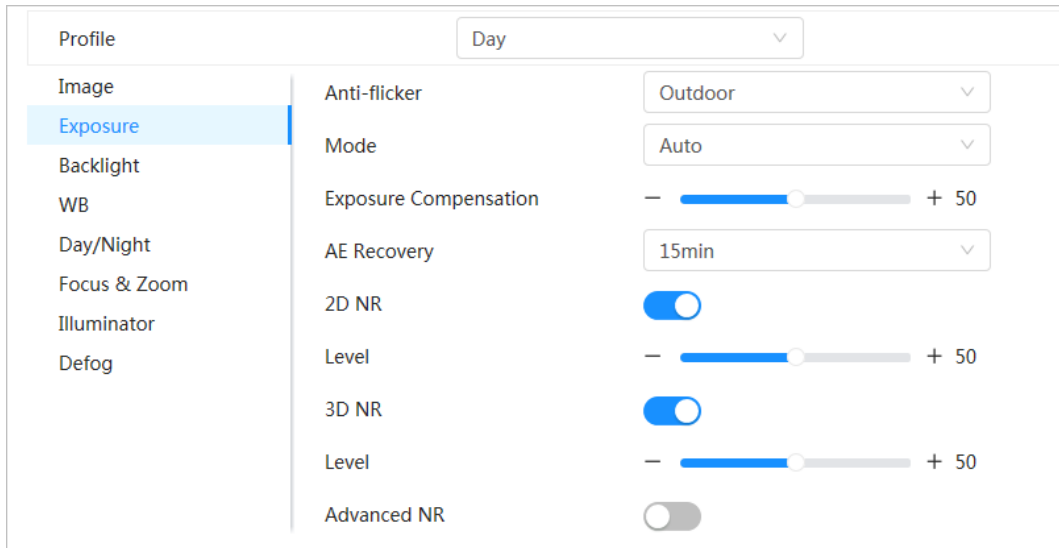 Profile Day
Image
Exposure
Backlight
WB
Day/Night
Focus & Zoom
Illuminator
Defog
Anti-flicker Outdoor
Mode Auto
Exposure Compensation − + 50
AE Recovery 15min
2D NR
Level − + 50
3D NR
Level − + 50
Advanced NR